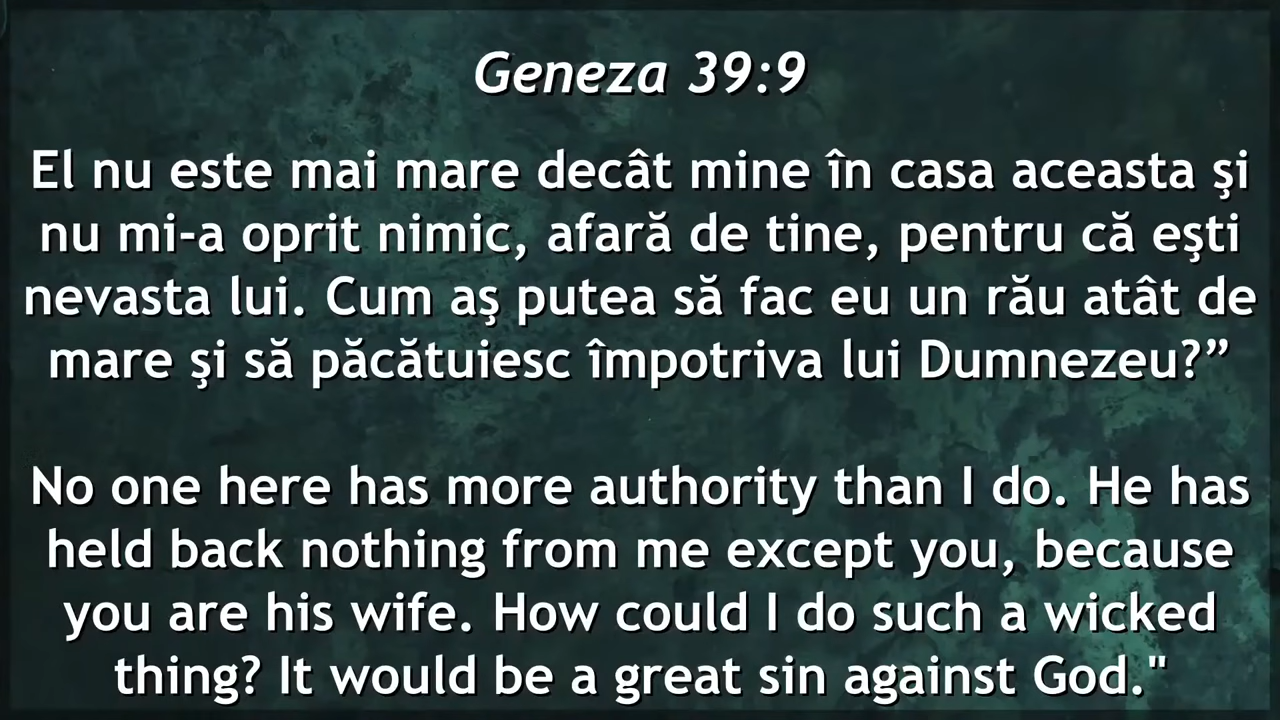 Geneza 39:9
El nu este mai mare decât mine în casa aceasta şi
nu mi-a oprit nimic, afară de tine, pentru că eşti
nevasta lui. Cum aş putea să fac eu un rău atât de
mare şi să păcătuiesc împotriva lui Dumnezeu?”
No one here has more authority than I do. He has
held back nothing from me except you, because
you are his wife. How could I do such a wicked
thing? It would be a great sin against God."